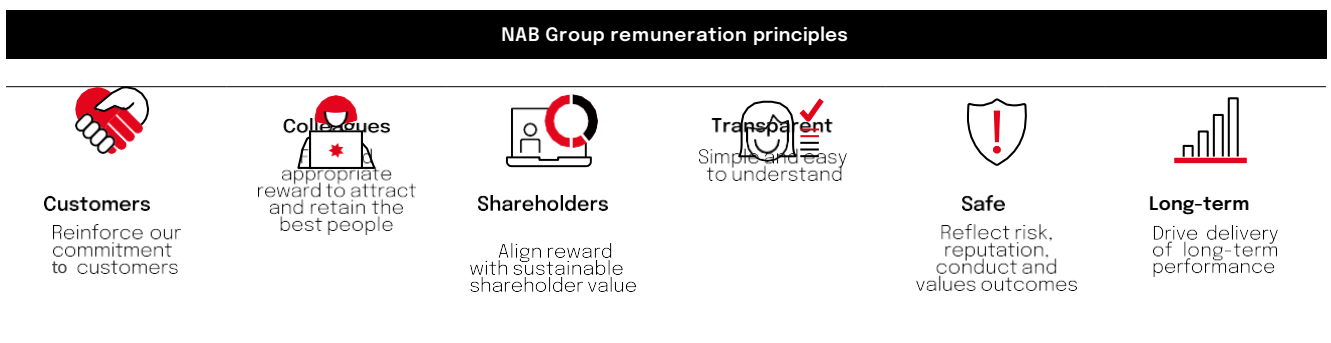 NAB Group remuneration principles
Customers
Reinforce our
commitment
to customers
Colleagues
appropriate
reward to attract
and retain the
best people
Shareholders
Align reward
with sustainable
shareholder value
Transparent
Simple and easy
to understand
Safe
Reflect risk,
reputation,
conduct and
values outcomes
Long-term
Drive delivery
of long-term
performance